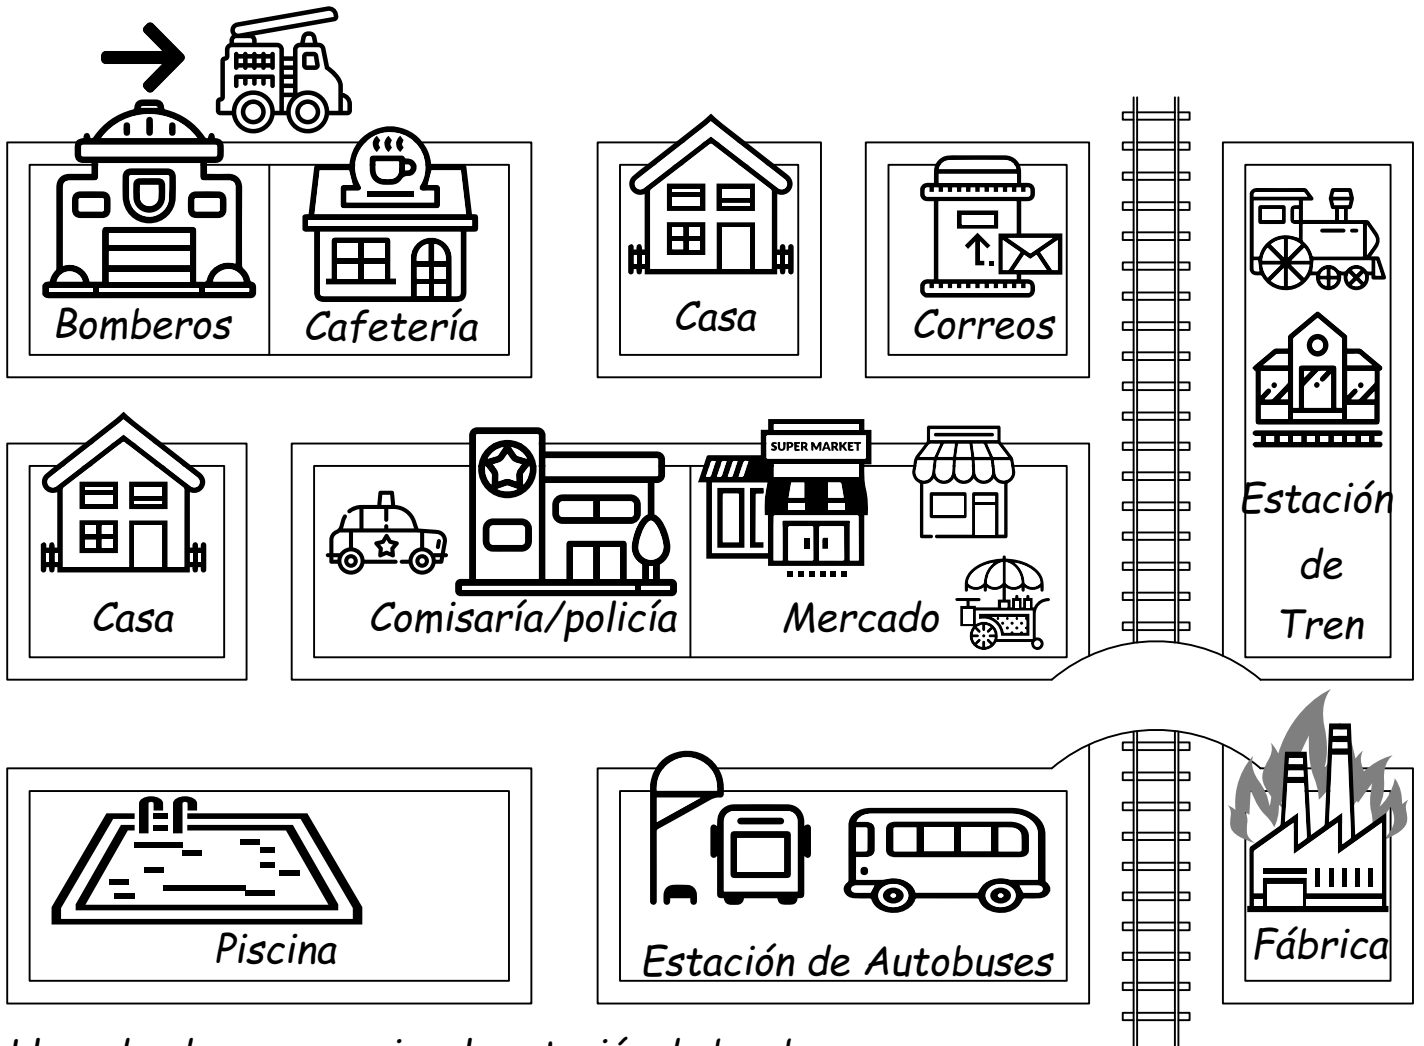 Bomberos
Cafetería
Casa
Correos
SUPER MARKET
Estación
de
Tren
Casa
Comisaría/policía
Mercado
Piscina
Estación de Autobuses
Fábrica